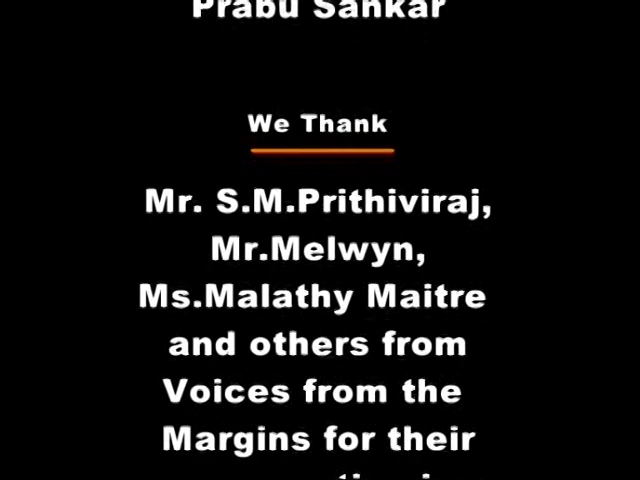 Prabu Sankar
We Thank
Mr. S.M.Prithiviraj,
Mr.Melwyn,
Ms.Malathy Maitre
and others from
Voices from the
Margins for their